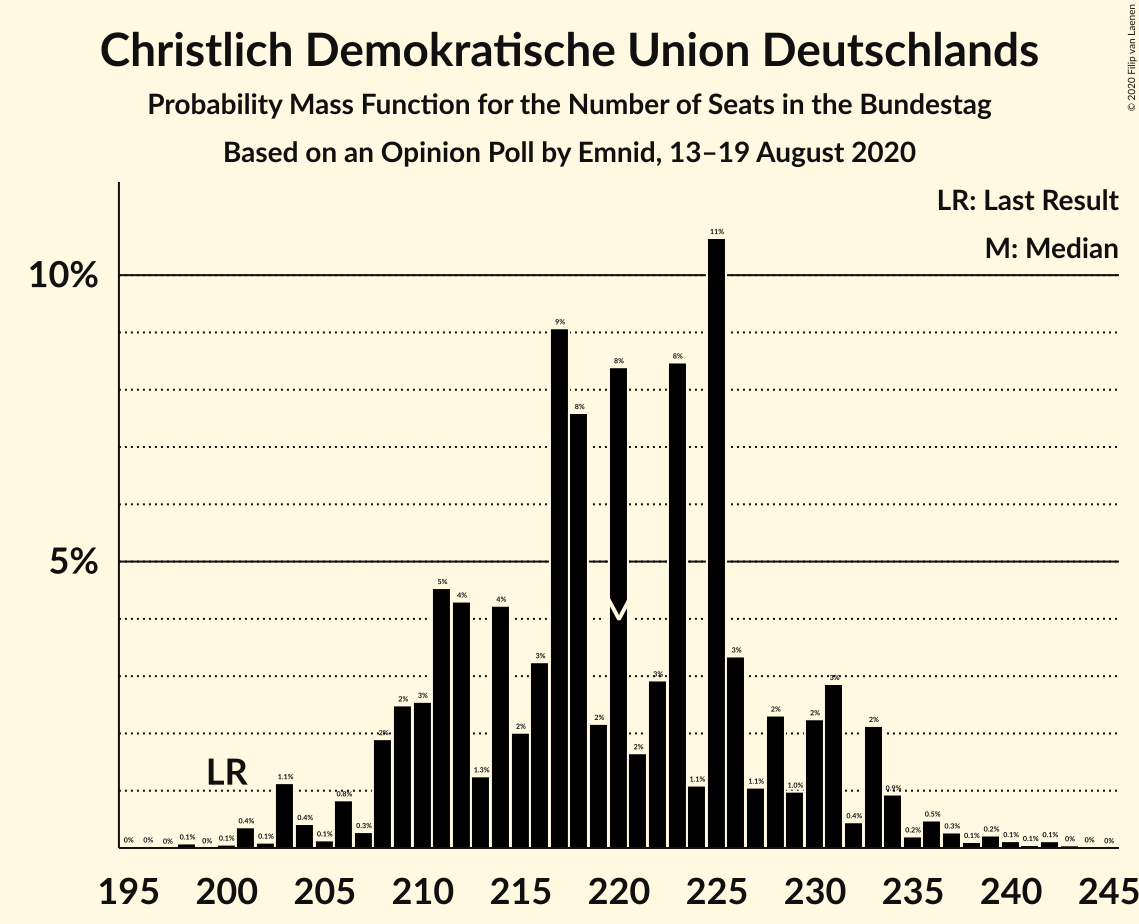 Christlich Demokratische Union Deutschlands
Probability Mass Function for the Number of Seats in the Bundestag
Based on an Opinion Poll by Emnid, 13–19 August 2020
© 2020 Filip van Laenen
LR: Last Result
M: Median
10%
5%
LR
0% 0% 0% 0.1% 0% 0.1% 0.4% 0.1% 1.1% 0.4% 0.1% 0.8% 0.3% 2% 2% 3% 5% 4% 1.3% 4% 2% 3% 9% 8% 2% 8% 2% 3% 8% 1.1% 11% 3% 1.1% 2% 1.0% 2% 3% 0.4% 2% 0.9% 0.2% 0.5% 0.3% 0.1% 0.2% 0.1% 0.1% 0.1% 0% 0% 0%
195 200 205 210 215 220 225 230 235 240 245